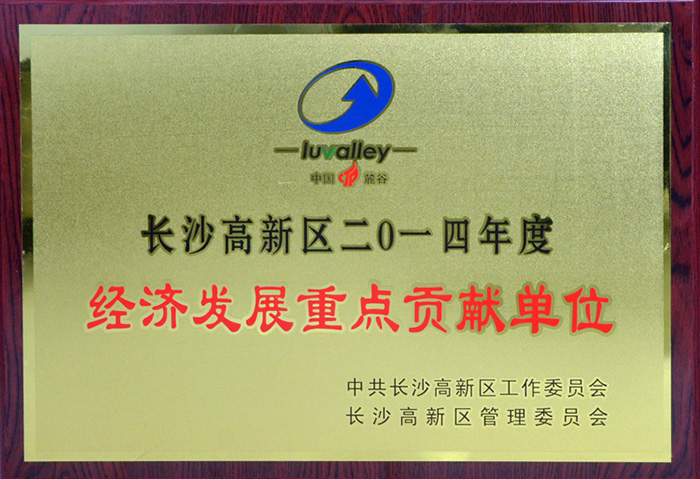 luvalley
中国 麓谷
长沙高新区二0一四年度
经济发展重点贡献单位
中共长沙高新区工作委员会
长沙高新区管理委员会